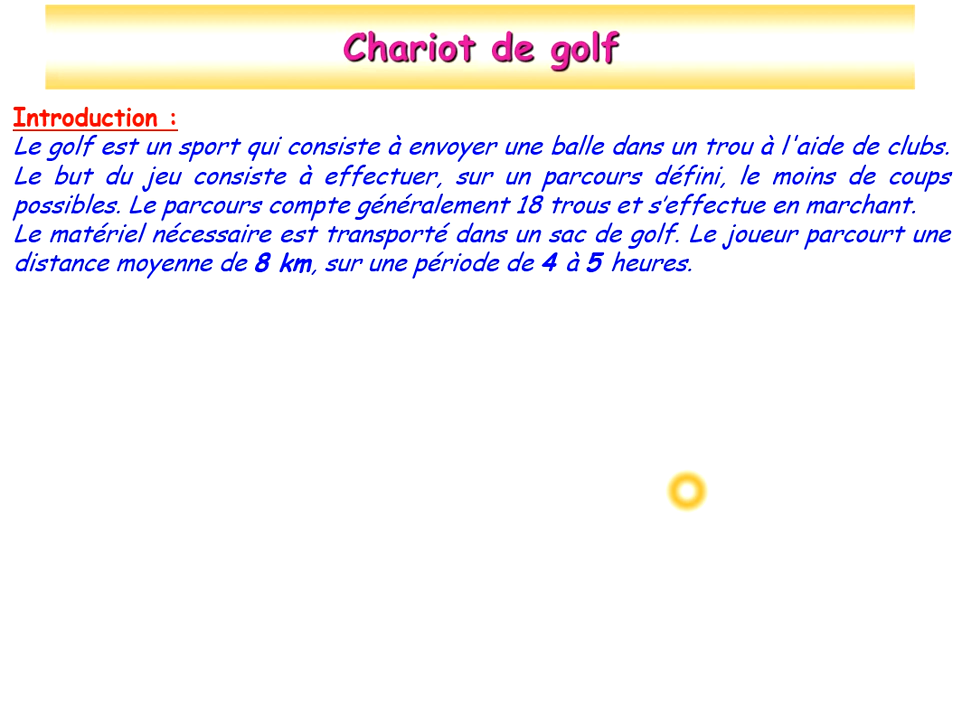 Chariot de golf
Introduction :
Le golf est un sport qui consiste à envoyer une balle dans un trou à l'aide de clubs.
Le but du jeu consiste à effectuer, sur un parcours défini, le moins de coups
possibles. Le parcours compte généralement 18 trous et s’effectue en marchant.
Le matériel nécessaire est transporté dans un sac de golf. Le joueur parcourt une
distance moyenne de 8 km, sur une période de 4 à 5 heures.